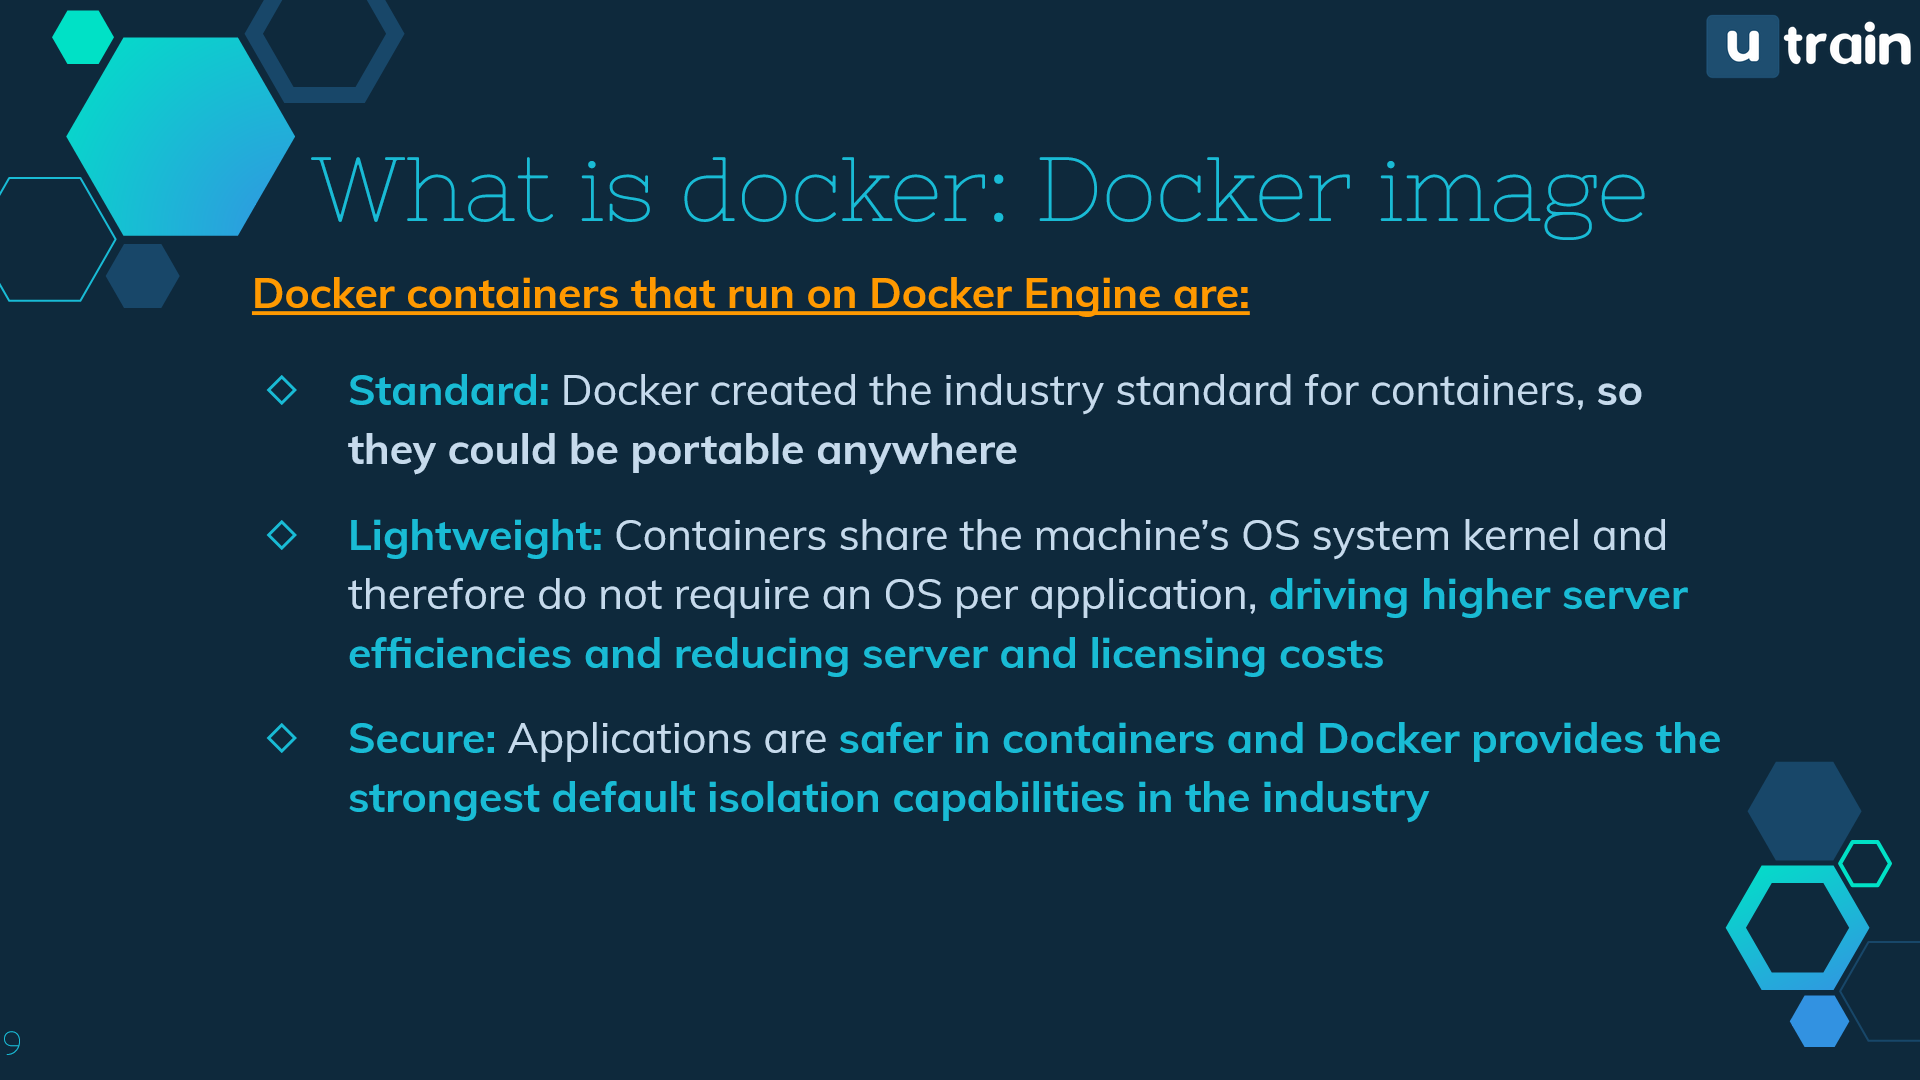 u train
What is docker: Docker image
Docker containers that run on Docker Engine are:
Standard: Docker created the industry standard for containers, so
they could be portable anywhere
Lightweight: Containers share the machine’s OS system kernel and
therefore do not require an OS per application, driving higher server
efficiencies and reducing server and licensing costs
Secure: Applications are safer in containers and Docker provides the
strongest default isolation capabilities in the industry
9